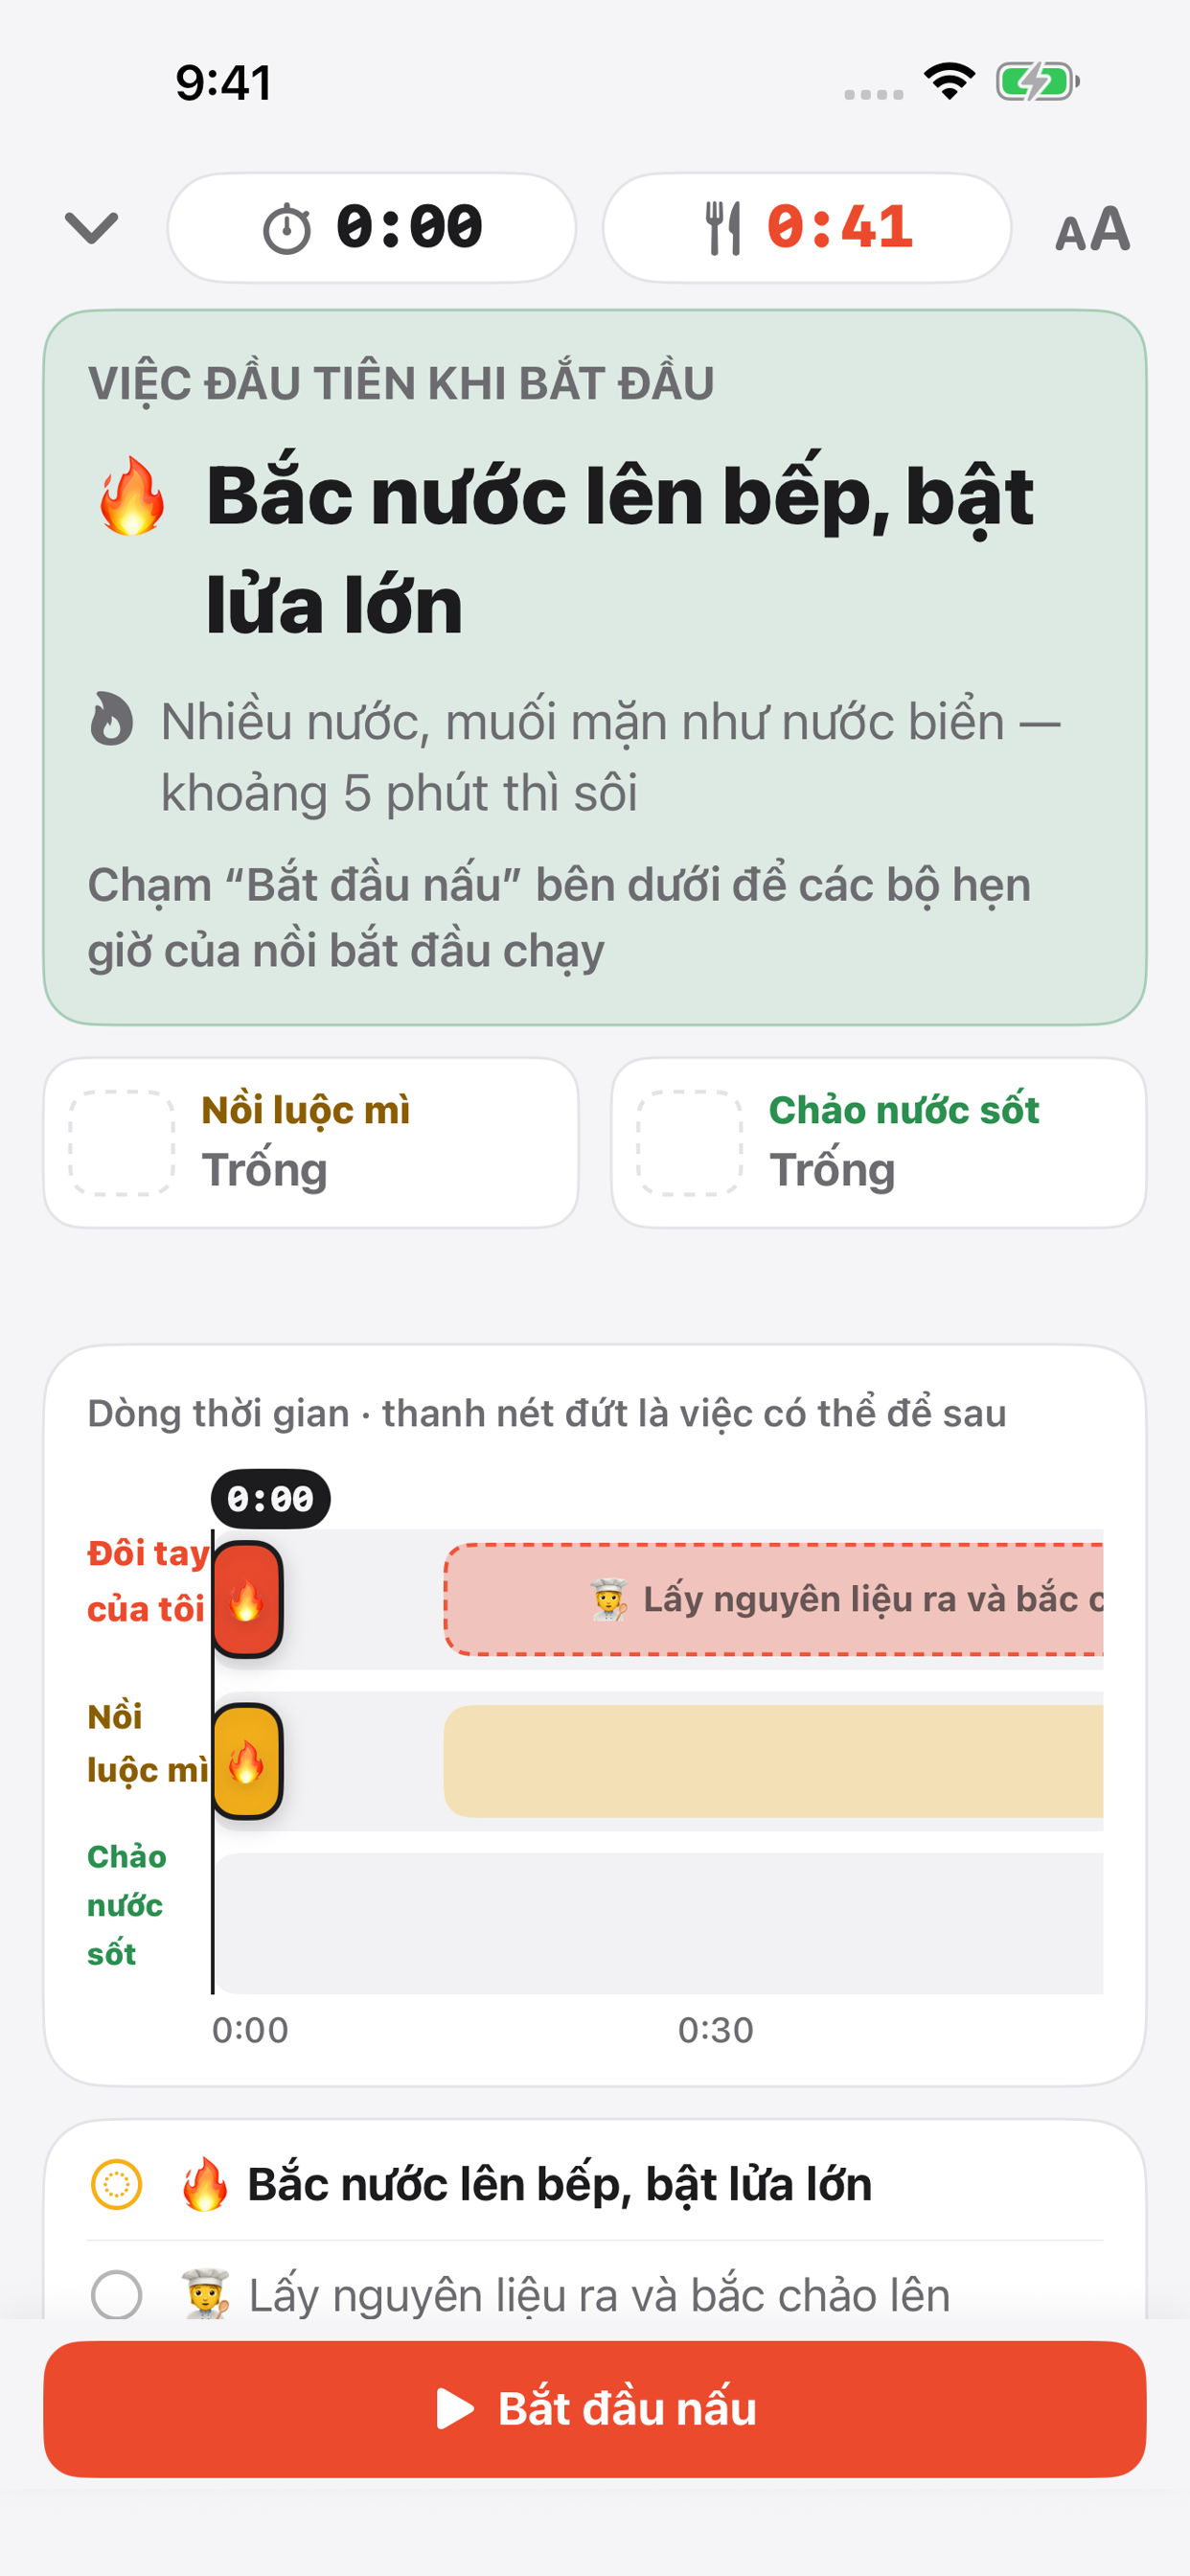 9:41
0:00
0:41
AA
VIỆC ĐẦU TIÊN KHI BẮT ĐẦU
Bắc nước lên bếp, bật
lửa lớn
Nhiều nước, muối mặn như nước biển —
khoảng 5 phút thì sôi
Chạm “Bắt đầu nấu” bên dưới để các bộ hẹn
giờ của nồi bắt đầu chạy
Nồi luộc mì
Trống
Chảo nước sốt
Trống
Dòng thời gian · thanh nét đứt là việc có thể để sau
0:00
Đôi tay
của tôi
Lấy nguyên liệu ra và bắc c
Nồi
luộc mì
Chảo
nước
sốt
0:00
0:30
Bắc nước lên bếp, bật lửa lớn
Lấy nguyên liệu ra và bắc chảo lên
Bắt đầu nấu